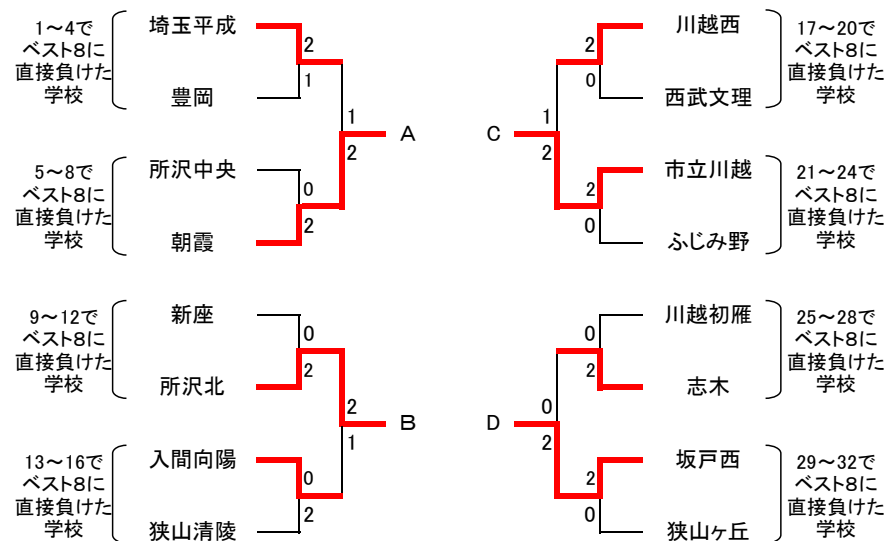 1～4で
ベスト8に
直接負けた
学校
埼玉平成
2
1
豊岡
1
A
2
5～8で
ベスト8に
直接負けた
学校
所沢中央
0
2
朝霞
9～12で
ベスト8に
直接負けた
学校
新座
0
2
所沢北
2
B
1
13～16で
ベスト8に
直接負けた
学校
入間向陽
0
2
狭山清陵
川越西
2
0
西武文理
17～20で
ベスト8に
直接負けた
学校
1
C
2
市立川越
2
0
ふじみ野
21～24で
ベスト8に
直接負けた
学校
川越初雁
0
2
志木
25～28で
ベスト8に
直接負けた
学校
0
D
2
坂戸西
2
0
狭山ヶ丘
29～32で
ベスト8に
直接負けた
学校